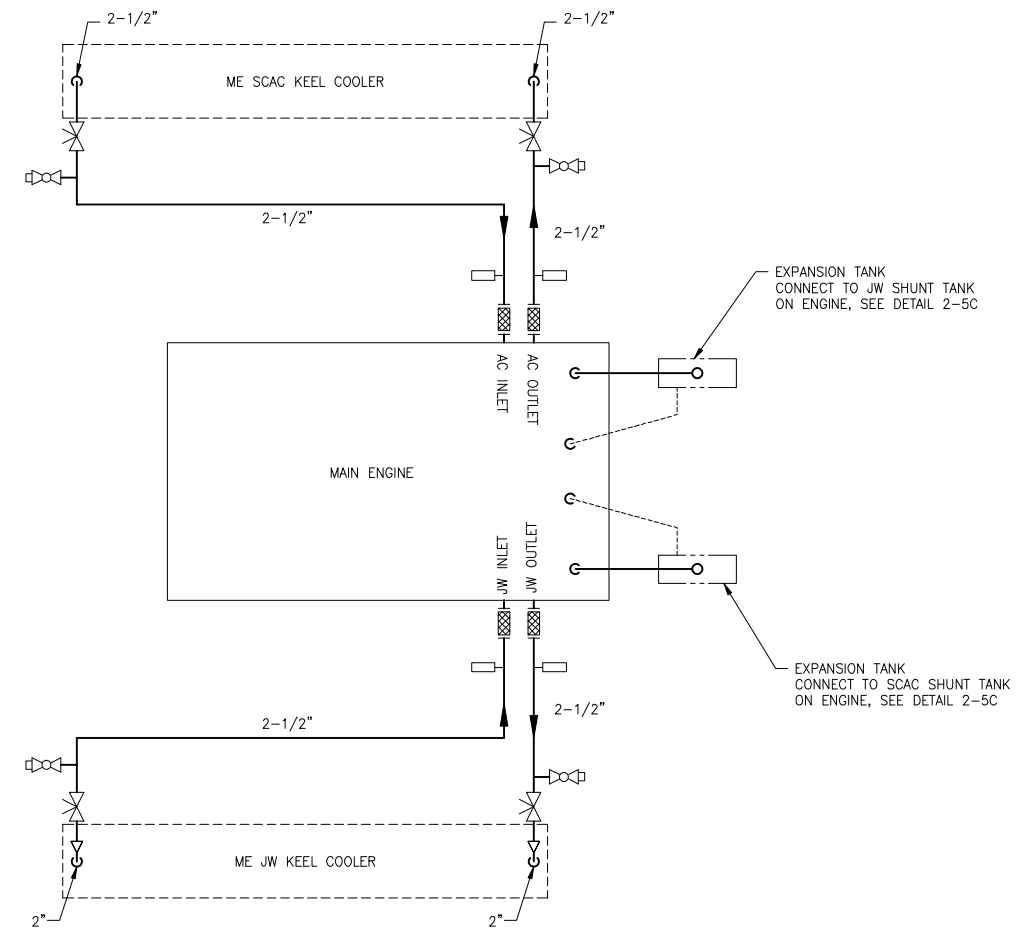 2-1/2"
2-1/2"
ME SCAC KEEL COOLER
2-1/2"
2-1/2"
EXPANSION TANK
CONNECT TO JW SHUNT TANK
ON ENGINE, SEE DETAIL 2-5C
AC INLET
AC OUTLET
MAIN ENGINE
JW INLET
JW OUTLET
EXPANSION TANK
CONNECT TO SCAC SHUNT TANK
ON ENGINE, SEE DETAIL 2-5C
2-1/2"
2-1/2"
ME JW KEEL COOLER
2"
2"